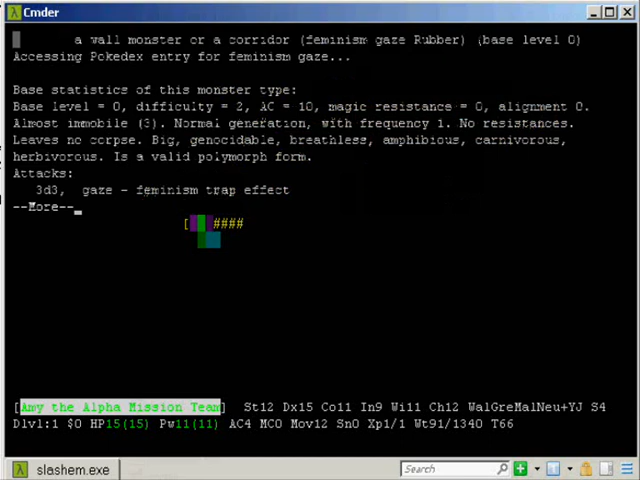 Cmder
a wall monster or a corridor (feminism gaze Rubber) (base level 0)
Accessing Pokedex entry for feminism gaze...
Base statistics of this monster type:
Base level = 0, difficulty = 2, AC = 10, magic resistance = 0, alignment 0.
Almost immobile (3). Normal generation, with frequency 1. No resistances.
Leaves no corpse. Big, genocidable, breathless, amphibious, carnivorous,
herbivorous. Is a valid polymorph form.
Attacks:
3d3, gaze - feminism trap effect
--More--
[ ####
[Amy the Alpha Mission Team] St12 Dx15 Co11 In9 Wi11 Ch12 WalGreMalNeu+YJ S4
Dlvl:1 $0 HP15(15) Pw11(11) AC4 MC0 Mov12 Sn0 Xp1/1 Wt91/1340 T66
slashem.exe Search